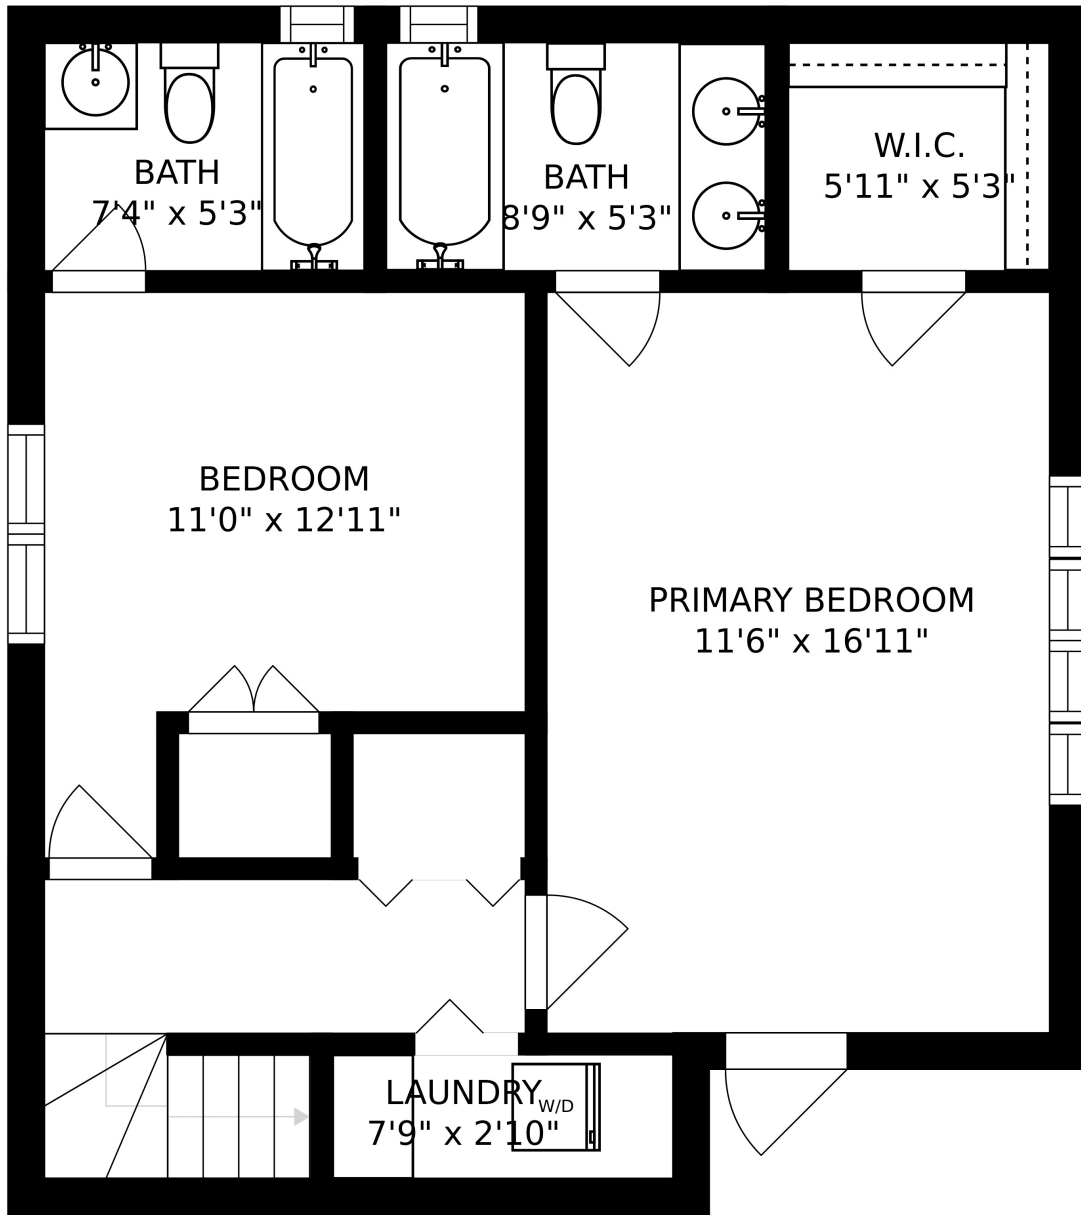 BATH
7'4" x 5'3"
BATH
8'9" x 5'3"
W.I.C.
5'11" x 5'3"
BEDROOM
11'0" x 12'11"
PRIMARY BEDROOM
11'6" x 16'11"
LAUNDRY
W/D
7'9" x 2'10"